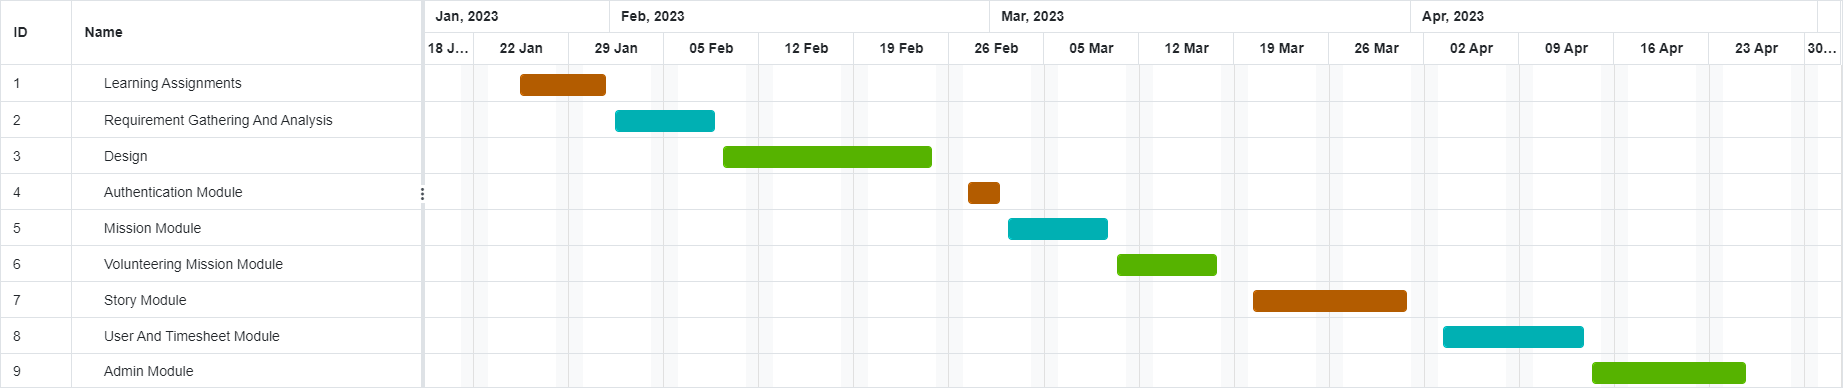 ID Name Jan, 2023 Feb, 2023 Mar, 2023 Apr, 2023
18 J... 22 Jan 29 Jan 05 Feb 12 Feb 19 Feb 26 Feb 05 Mar 12 Mar 19 Mar 26 Mar 02 Apr 09 Apr 16 Apr 23 Apr 30...
1 Learning Assignments
2 Requirement Gathering And Analysis
3 Design
4 Authentication Module
5 Mission Module
6 Volunteering Mission Module
7 Story Module
8 User And Timesheet Module
9 Admin Module